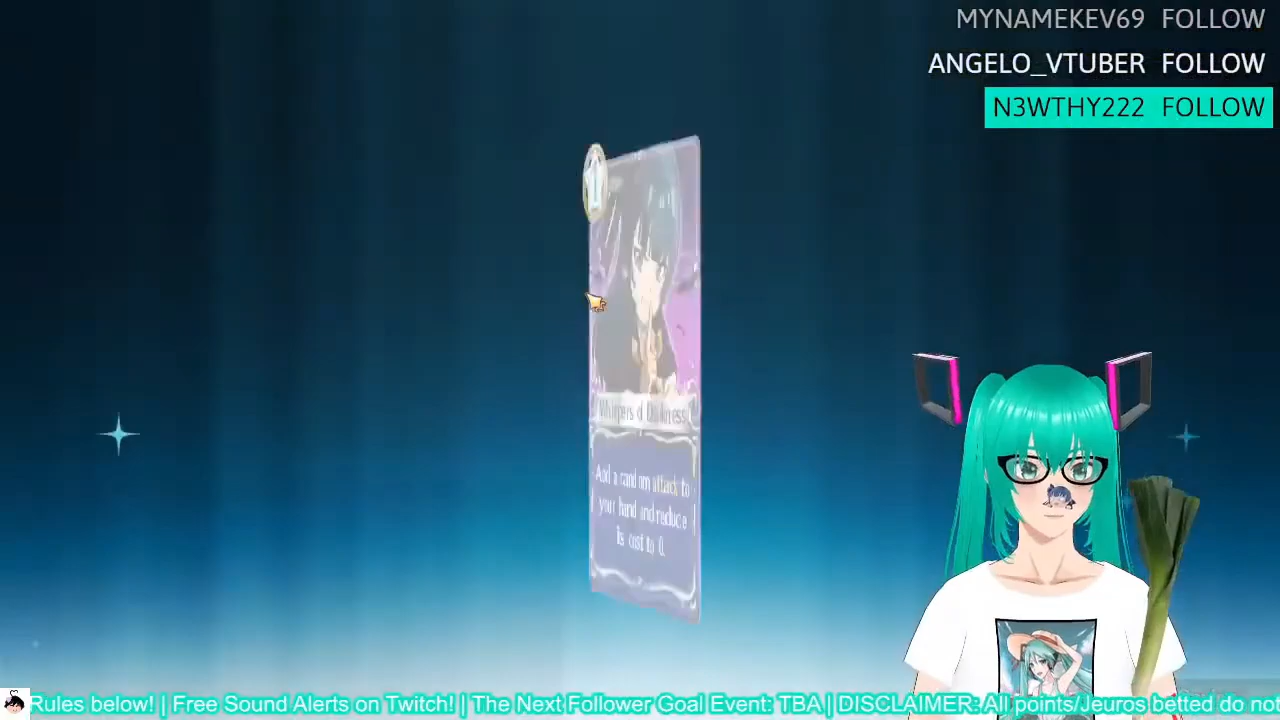 MYNAMEKEV69 FOLLOW
ANGELO_VTUBER FOLLOW
N3WTHY222 FOLLOW
Whispers of Darkness
Add a random attack to
your hand and reduce
its cost to 0.
Rules below! | Free Sound Alerts on Twitch! | The Next Follower Goal Event: TBA | DISCLAIMER: All points/Jeuros betted do not